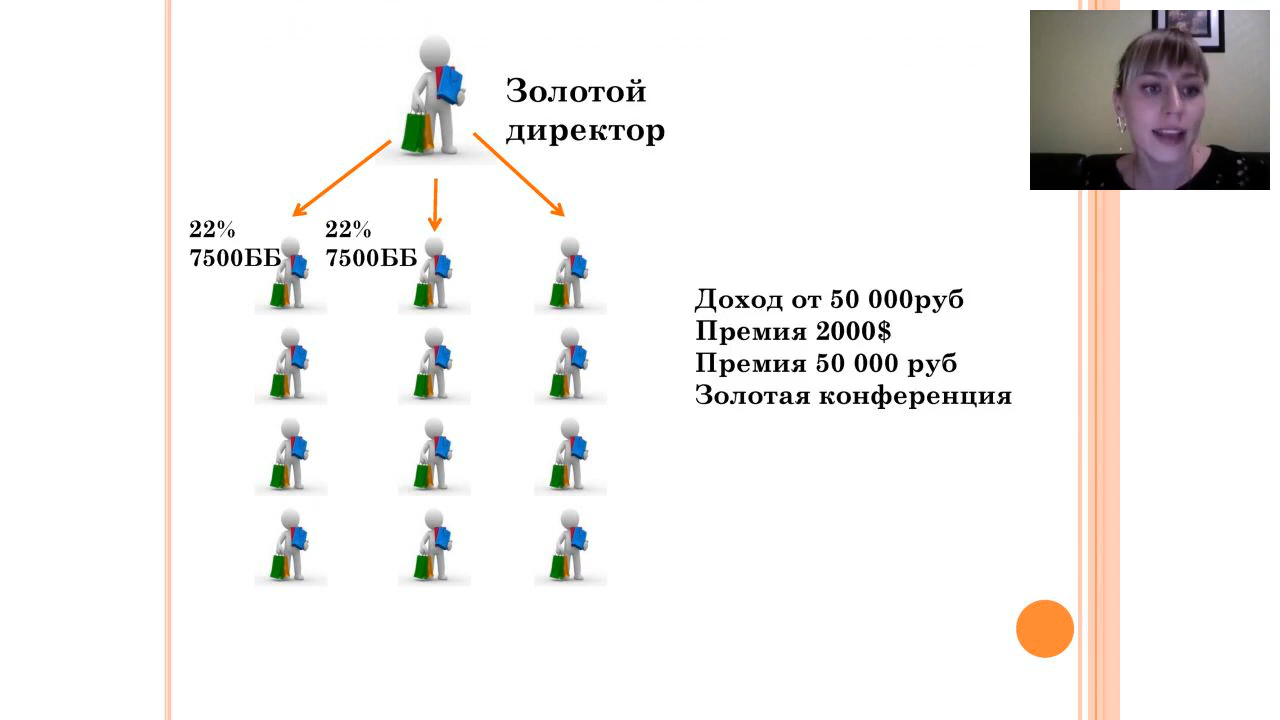 Золотой
директор
22%
7500ББ
22%
7500ББ
Доход от 50 000руб
Премия 2000$
Премия 50 000 руб
Золотая конференция